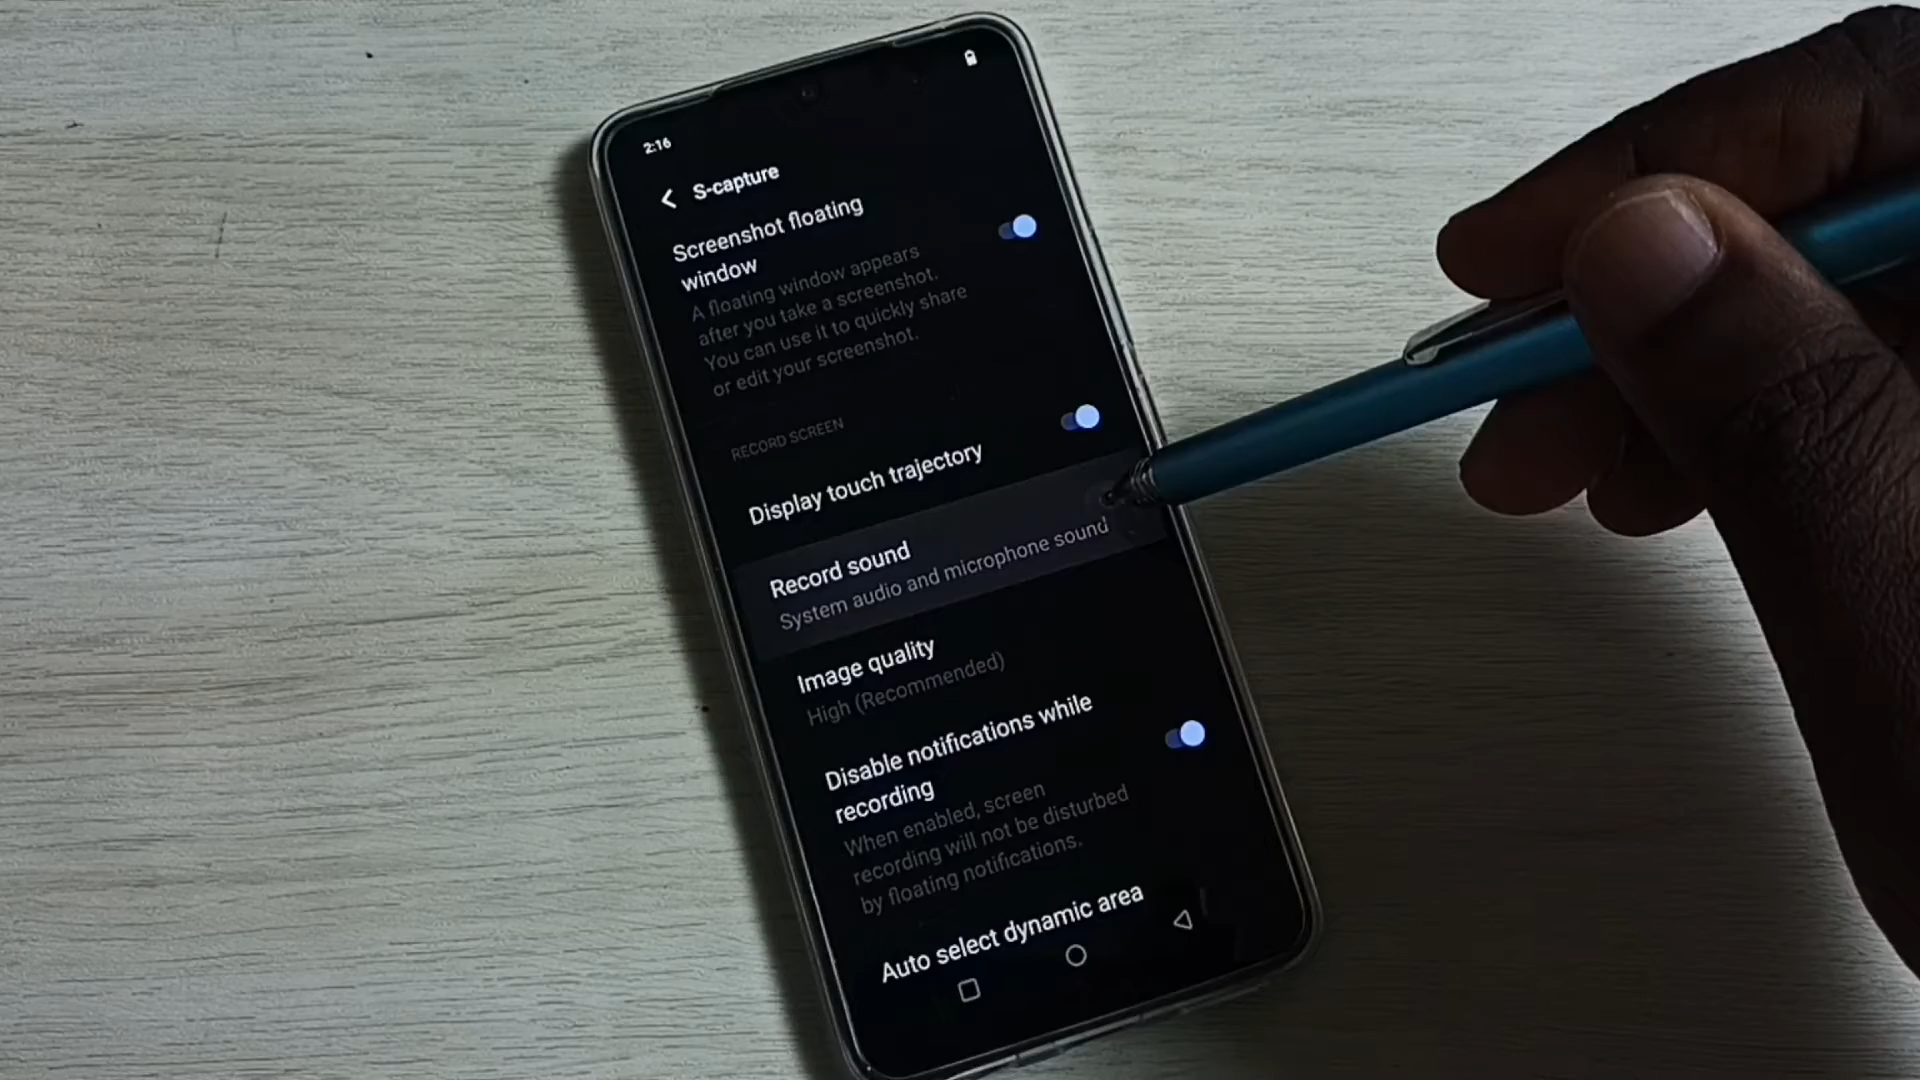 2:16
S-capture
Screenshot floating
window
A floating window appears
after you take a screenshot.
You can use it to quickly share
or edit your screenshot.
RECORD SCREEN
Display touch trajectory
Record sound
System audio and microphone sound
Image quality
High (Recommended)
Disable notifications while
recording
When enabled, screen
recording will not be disturbed
by floating notifications.
Auto select dynamic area